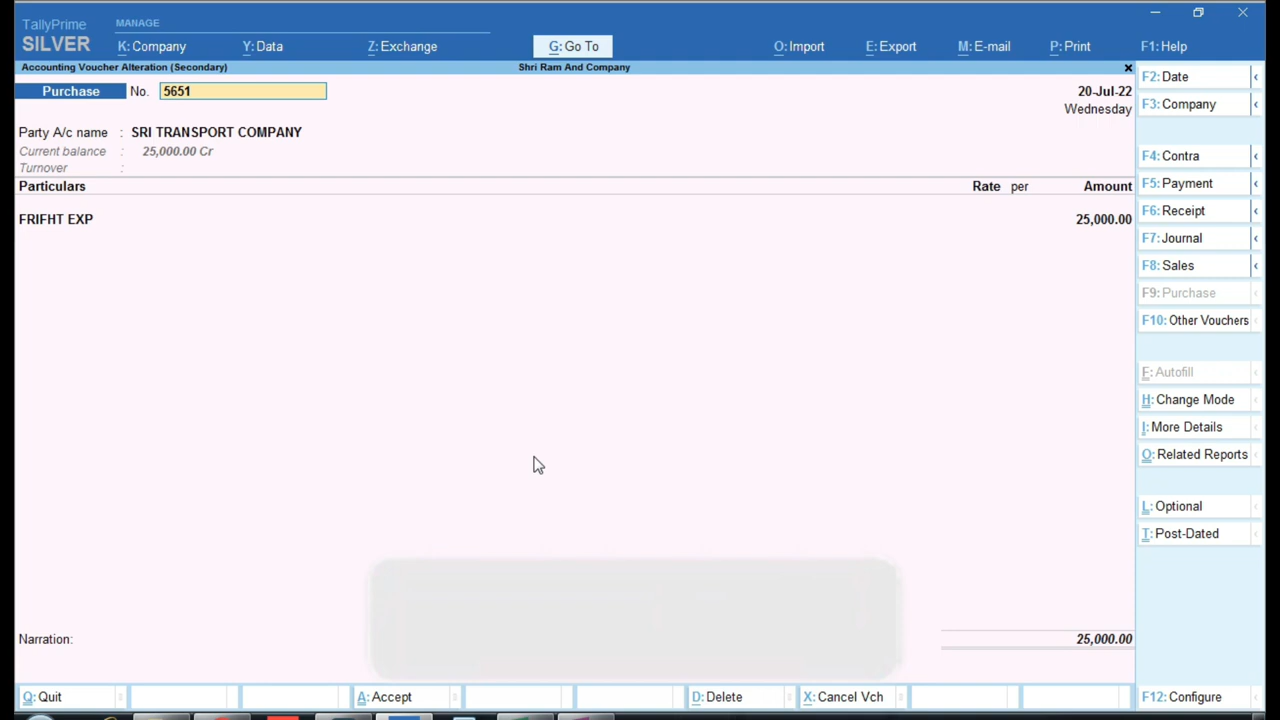 TallyPrime
SILVER
MANAGE
K: Company
Y: Data
Z: Exchange
G: Go To
O: Import
E: Export
M: E-mail
P: Print
F1: Help
Accounting Voucher Alteration (Secondary)
Shri Ram And Company
Purchase No. 5651
20-Jul-22
Wednesday
Party A/c name : SRI TRANSPORT COMPANY
Current balance : 25,000.00 Cr
Turnover :
Particulars Rate per Amount
FRIFHT EXP 25,000.00
Narration: 25,000.00
Q: Quit
A: Accept
D: Delete
X: Cancel Vch
F2: Date
F3: Company
F4: Contra
F5: Payment
F6: Receipt
F7: Journal
F8: Sales
F9: Purchase
F10: Other Vouchers
F: Autofill
H: Change Mode
I: More Details
O: Related Reports
L: Optional
T: Post-Dated
F12: Configure